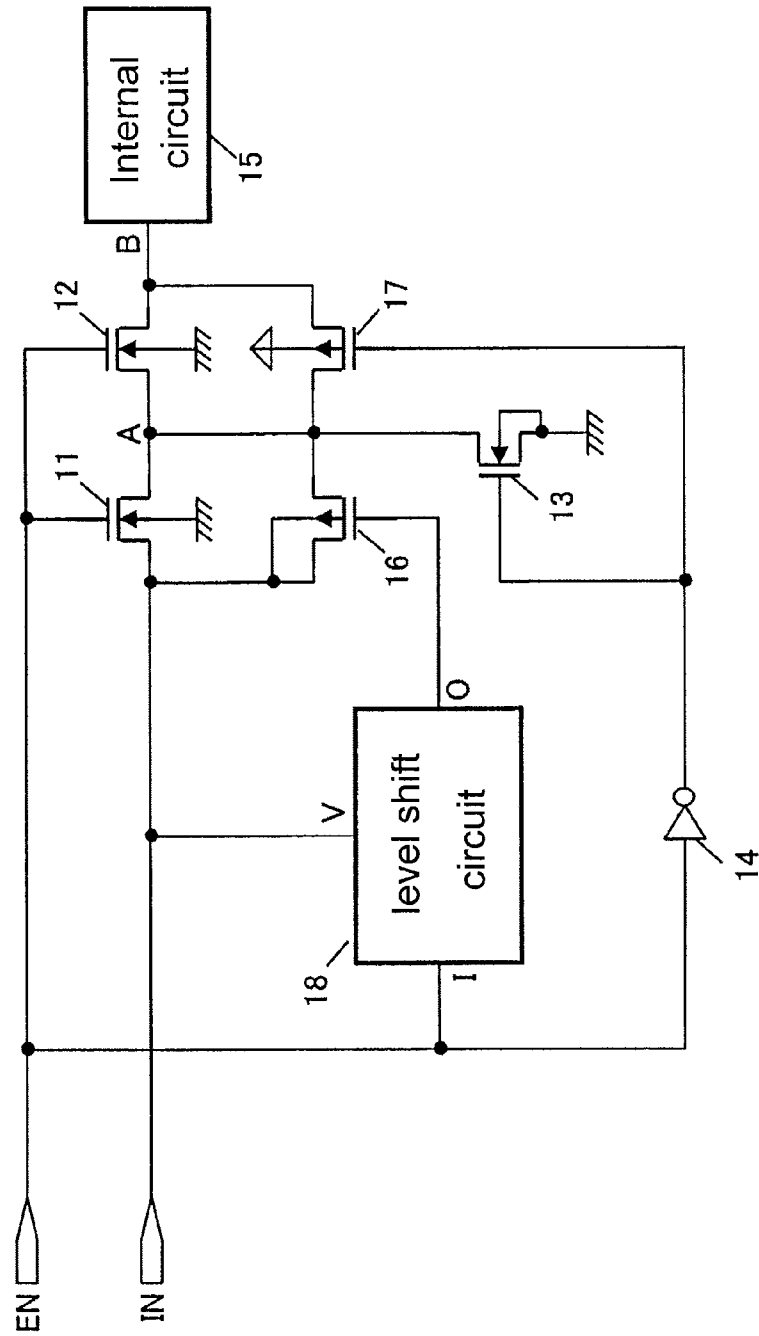 EN
IN
11
12
A
B
Internal
circuit
15
16
17
13
V
level shift
circuit
18
I
O
14